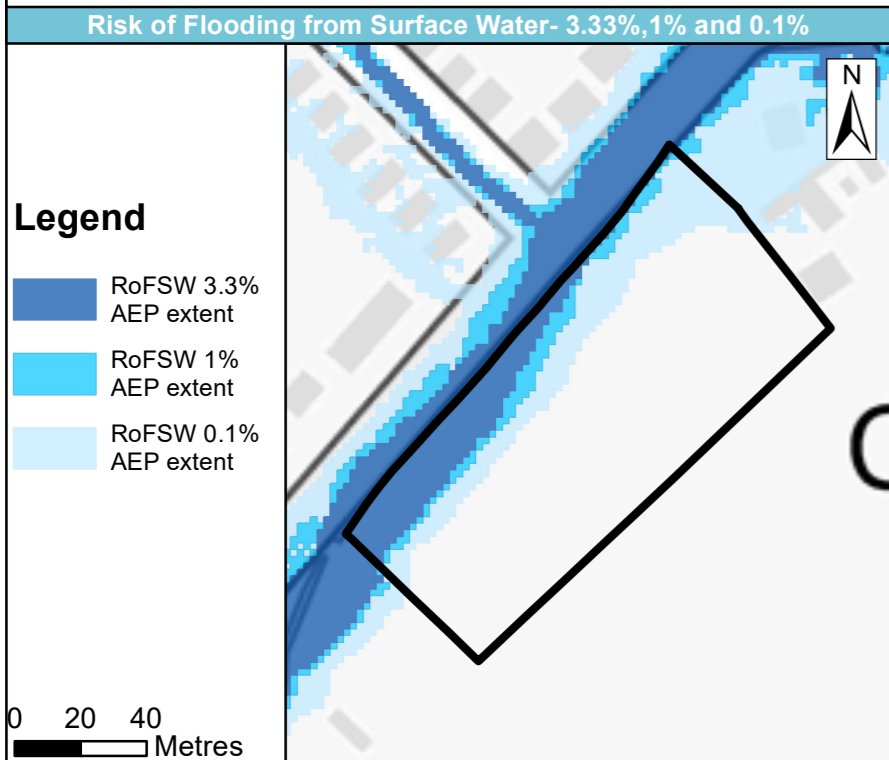 Risk of Flooding from Surface Water- 3.33%,1% and 0.1%
N
Legend
RoFSW 3.3%
AEP extent
RoFSW 1%
AEP extent
RoFSW 0.1%
AEP extent
0 20 40
Metres